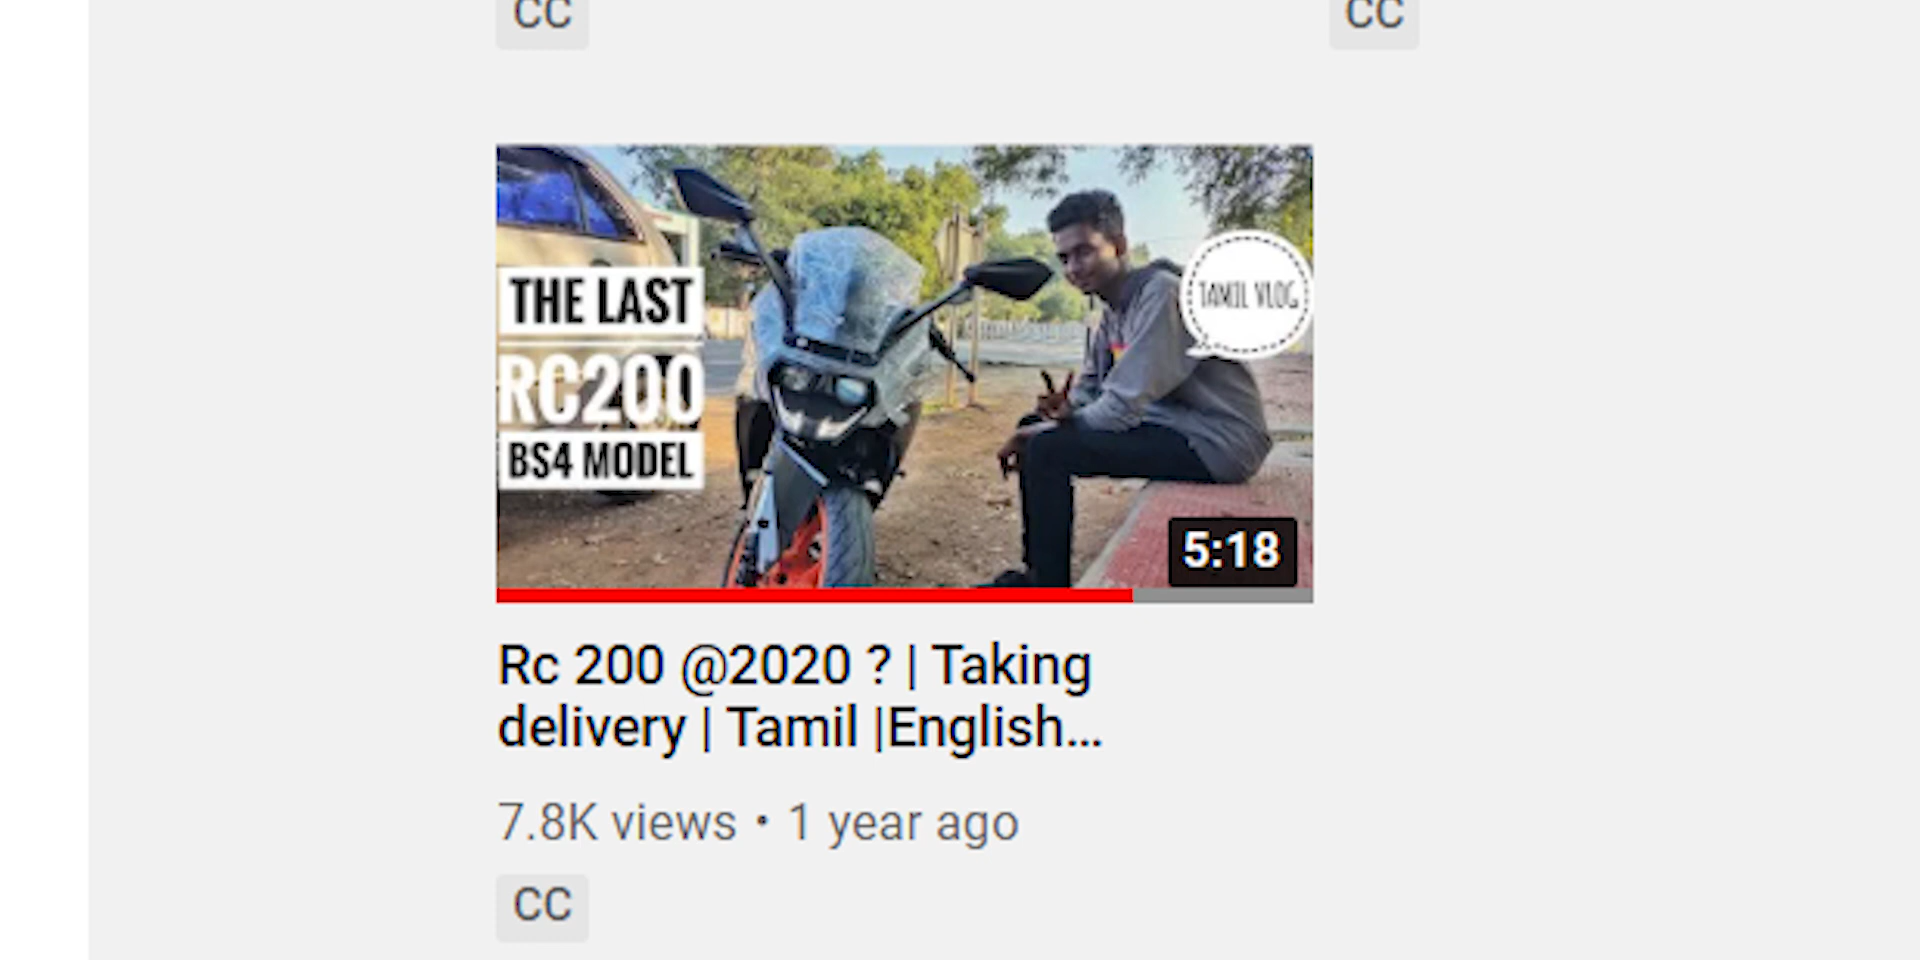 CC
CC
THE LAST
RC200
BS4 MODEL
TAMIL VLOG
5:18
Rc 200 @2020 ? | Taking
delivery | Tamil |English...
7.8K views • 1 year ago
CC